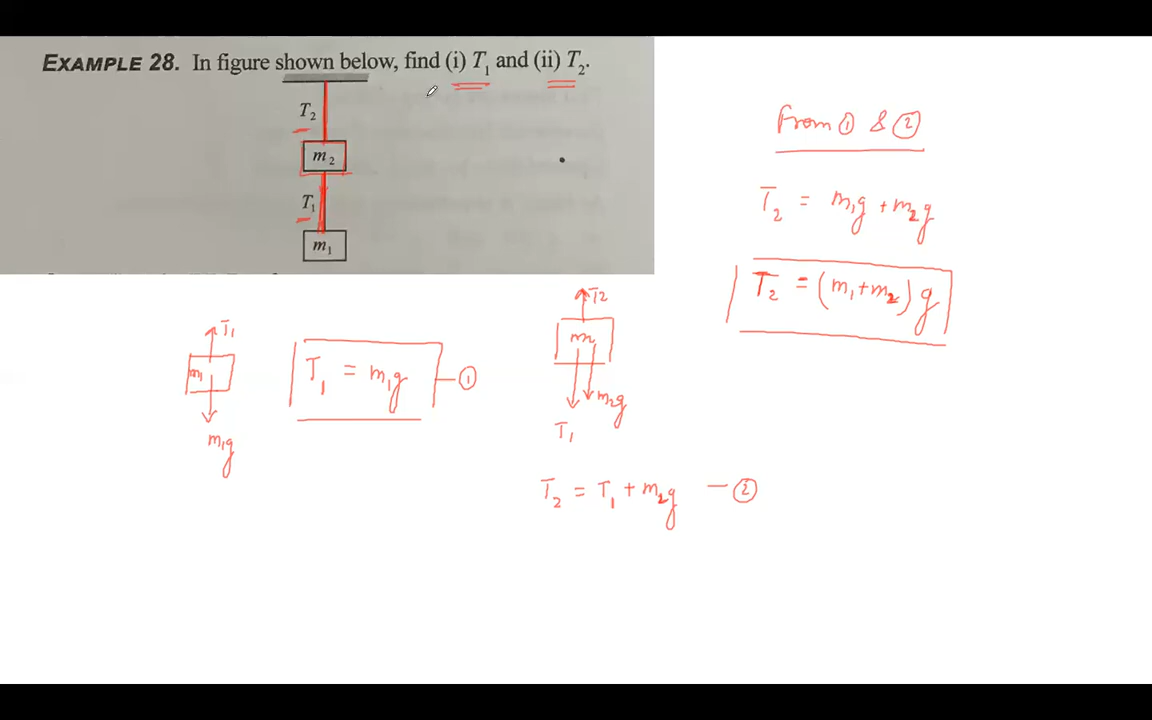 EXAMPLE 28. In figure shown below, find (i) T₁ and (ii) T₂.
T₂
m₂
T₁
m₁
T₁
m₁
m₁g
T₁ = m₁g — ①
T₂
m₂g
T₁
T₂ = T₁ + m₂g — ②
From ① & ②
T₂ = m₁g + m₂g
T₂ = (m₁+m₂) g